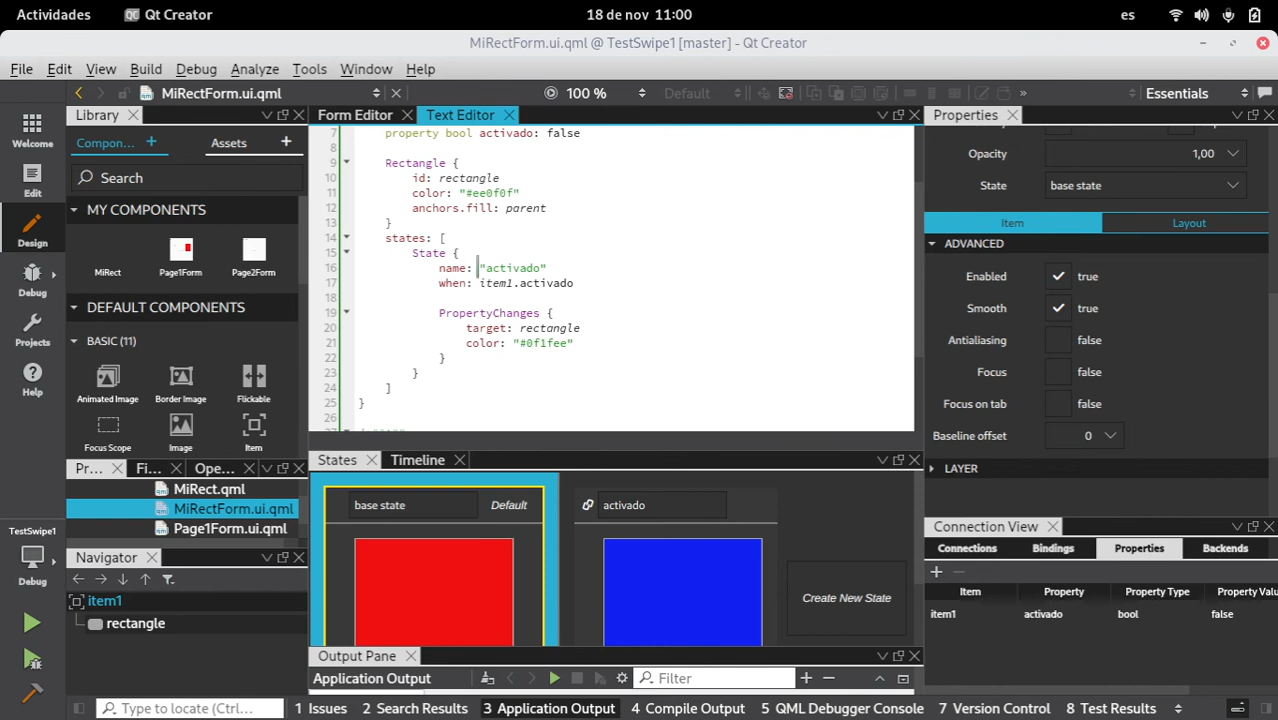 Actividades Qt Creator 18 de nov 11:00 es
MiRectForm.ui.qml @ TestSwipe1 [master] - Qt Creator
File Edit View Build Debug Analyze Tools Window Help
MiRectForm.ui.qml 100 % Default » Essentials
Library Form Editor Text Editor Properties
Welcome
Edit
Design
Debug
Projects
Help
TestSwipe1
Debug
Compon... + Assets +
Search
MY COMPONENTS
MiRect Page1Form Page2Form
DEFAULT COMPONENTS
BASIC (11)
Animated Image Border Image Flickable
Focus Scope Image Item
Pr... Fi... Ope...
MiRect.qml
MiRectForm.ui.qml
Page1Form.ui.qml
Navigator
item1
rectangle
7 property bool activado: false
8
9 Rectangle {
10 id: rectangle
11 color: "#ee0f0f"
12 anchors.fill: parent
13 }
14 states: [
15 State {
16 name: "activado"
17 when: item1.activado
18
19 PropertyChanges {
20 target: rectangle
21 color: "#0f1fee"
22 }
23 }
24 ]
25 }
26
States Timeline
base state Default activado
Create New State
Output Pane
Application Output Filter
Opacity 1,00
State base state
Item Layout
ADVANCED
Enabled true
Smooth true
Antialiasing false
Focus false
Focus on tab false
Baseline offset 0
LAYER
Connection View
Connections Bindings Properties Backends
Item Property Property Type Property Valu
item1 activado bool false
Type to locate (Ctrl... 1 Issues 2 Search Results 3 Application Output 4 Compile Output 5 QML Debugger Console 7 Version Control 8 Test Results